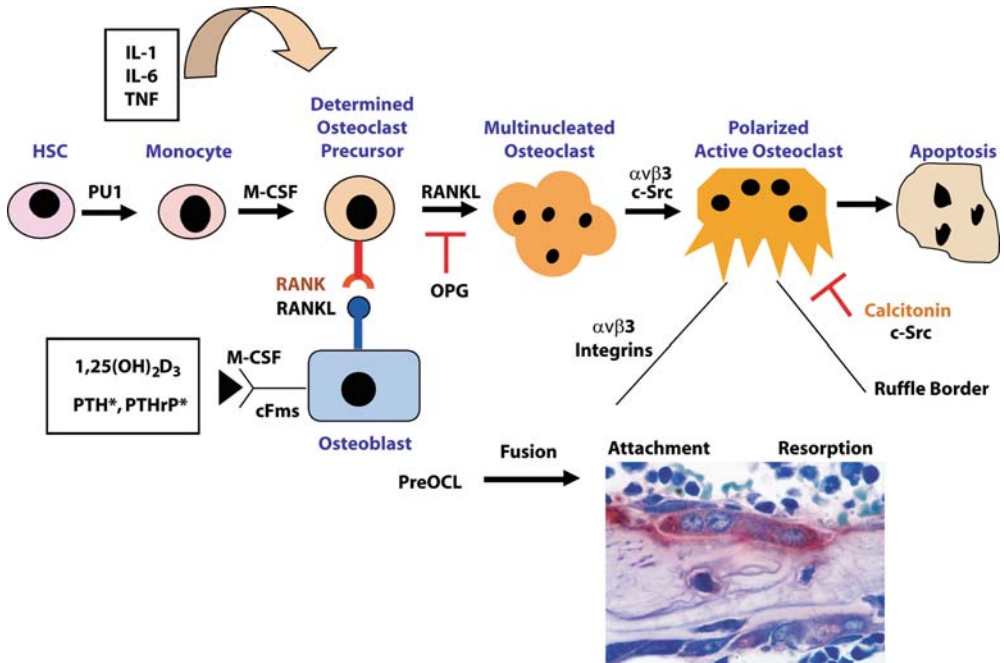 IL-1
IL-6
TNF
HSC
Monocyte
Determined
Osteoclast
Precursor
Multinucleated
Osteoclast
Polarized
Active Osteoclast
Apoptosis
PU1
M-CSF
RANKL
ανβ3
c-Src
OPG
RANK
RANKL
Calcitonin
c-Src
ανβ3
Integrins
Ruffle Border
1,25(OH)₂D₃
PTH*, PTHrP*
M-CSF
cFms
Osteoblast
PreOCL
Fusion
Attachment
Resorption